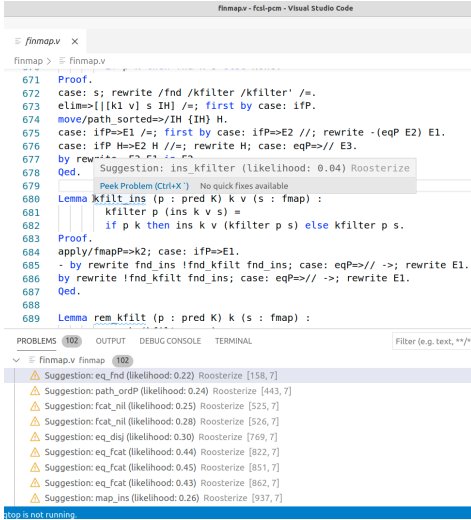 finmap.v - fcsl-pcm - Visual Studio Code
finmap.v ×
finmap > finmap.v
671 Proof.
672 case: s; rewrite /fnd /kfilter /kfilter' /=.
673 elim=>[|[k1 v] s IH] /=; first by case: ifP.
674 move/path_sorted=>/IH {IH} H.
675 case: ifP=>E1 /=; first by case: ifP=>E2 //; rewrite -(eqP E2) E1.
676 case: ifP H=>E2 H //=; rewrite H; case: eqP=>// E3.
677 by rewrite -E3 E1 in E2.
678 Qed.
Suggestion: ins_kfilter (likelihood: 0.04) Roosterize
679
Peek Problem (Ctrl+X `) No quick fixes available
680 Lemma kfilt_ins (p : pred K) k v (s : fmap) :
681 kfilter p (ins k v s) =
682 if p k then ins k v (kfilter p s) else kfilter p s.
683 Proof.
684 apply/fmapP=>k2; case: ifP=>E1.
685 - by rewrite fnd_ins !fnd_kfilt fnd_ins; case: eqP=>// ->; rewrite E1.
686 by rewrite !fnd_kfilt fnd_ins; case: eqP=>// ->; rewrite E1.
687 Qed.
688
689 Lemma rem_kfilt (p : pred K) k (s : fmap) :
PROBLEMS 102 OUTPUT DEBUG CONSOLE TERMINAL Filter (e.g. text, **/*
finmap.v finmap 102
Suggestion: eq_fnd (likelihood: 0.22) Roosterize [158, 7]
Suggestion: path_ordP (likelihood: 0.24) Roosterize [443, 7]
Suggestion: fcat_nil (likelihood: 0.25) Roosterize [525, 7]
Suggestion: fcat_nil (likelihood: 0.28) Roosterize [526, 7]
Suggestion: eq_disj (likelihood: 0.30) Roosterize [769, 7]
Suggestion: eq_fcat (likelihood: 0.44) Roosterize [822, 7]
Suggestion: eq_fcat (likelihood: 0.45) Roosterize [851, 7]
Suggestion: eq_fcat (likelihood: 0.43) Roosterize [862, 7]
Suggestion: map_ins (likelihood: 0.26) Roosterize [937, 7]
qtop is not running.